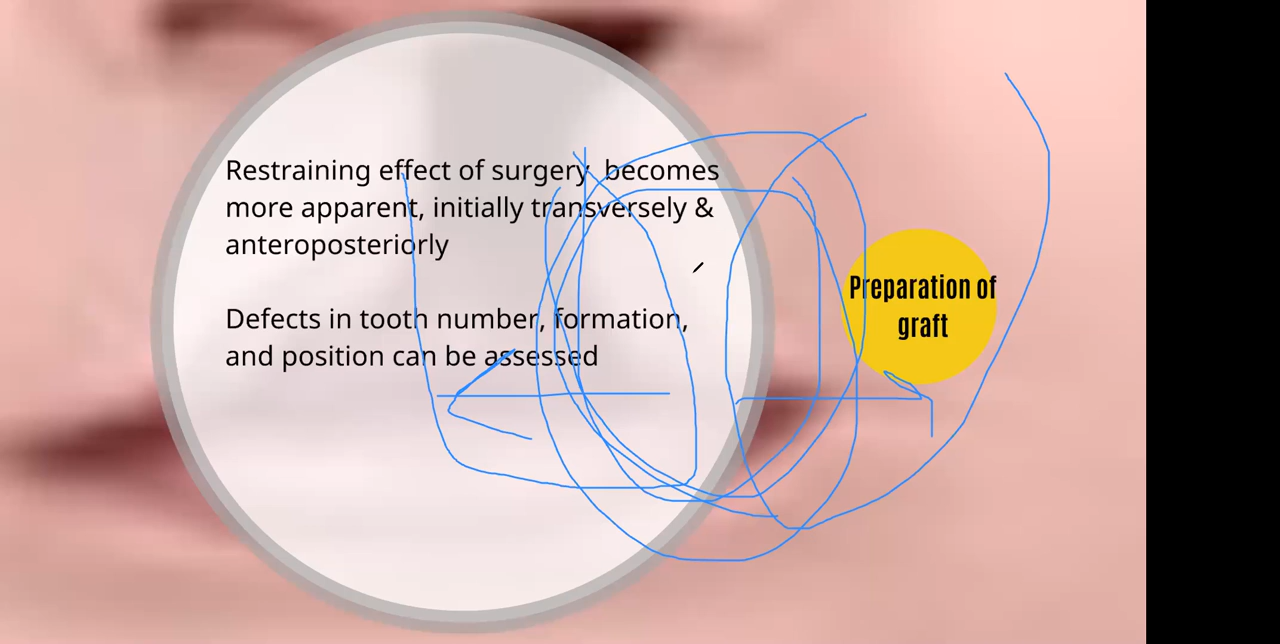 Restraining effect of surgery  becomes
more apparent, initially transversely &
anteroposteriorly
Defects in tooth number, formation,
and position can be assessed
Preparation of
graft